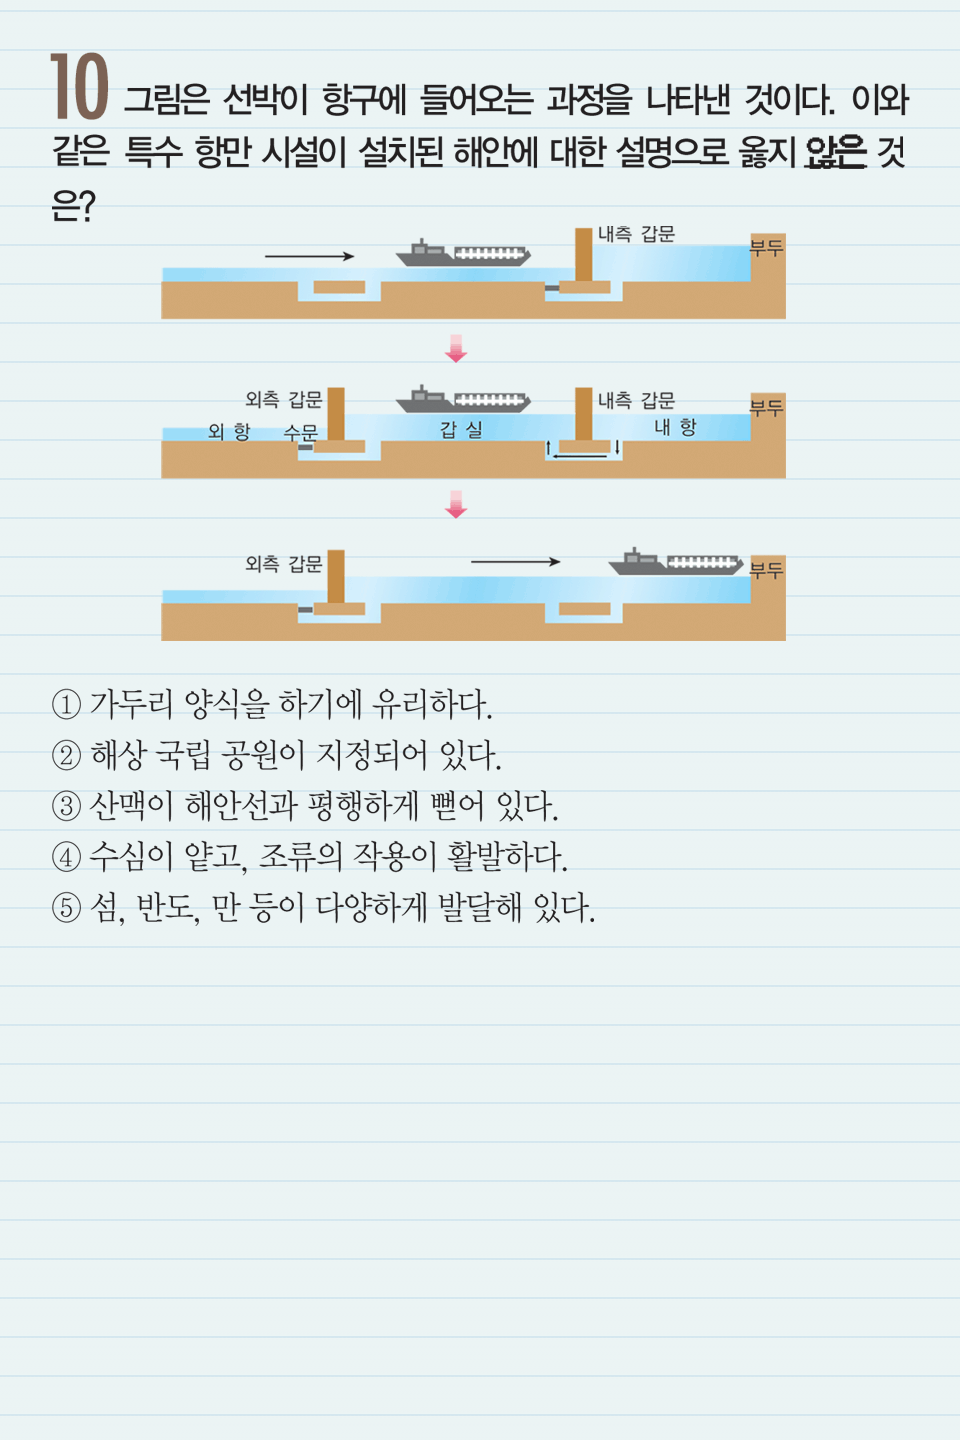 10 그림은 선박이 항구에 들어오는 과정을 나타낸 것이다. 이와
같은 특수 항만 시설이 설치된 해안에 대한 설명으로 옳지 않은 것
은?
내측 갑문
부두
외측 갑문
내측 갑문
부두
외 항
수문
갑 실
내 항
외측 갑문
부두
① 가두리 양식을 하기에 유리하다.
② 해상 국립 공원이 지정되어 있다.
③ 산맥이 해안선과 평행하게 뻗어 있다.
④ 수심이 얕고, 조류의 작용이 활발하다.
⑤ 섬, 반도, 만 등이 다양하게 발달해 있다.